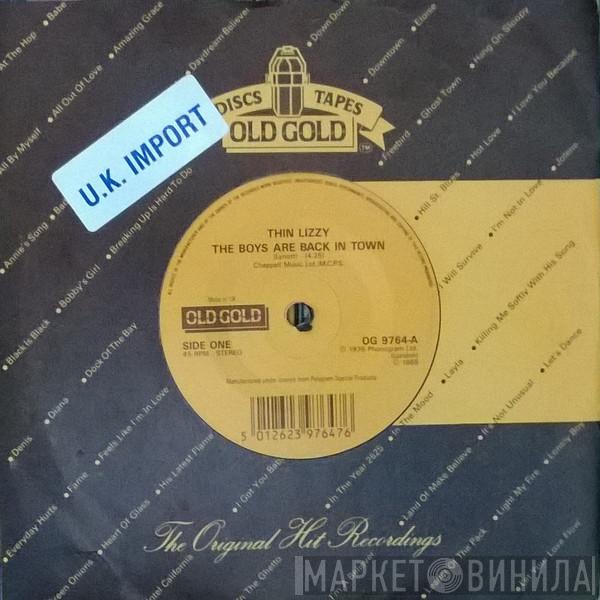 At The Hop
Babe
All Out Of Love
Amazing Grace
Daydream Believer
Down Down
Elowe
Downtown
Hang On Sloopy
Ghost Town
Freebird
I Love You Because
DISCS TAPES
OLD GOLD
TM
U.K. IMPORT
All By Myself
Hot Love
Jolene
Breaking Up Is Hard To Do
Hill St. Blues
Annie's Song
I'm Not In Love
Bobby's Girl
I Will Survive
THIN LIZZY
THE BOYS ARE BACK IN TOWN
(Lynott) (4.25)
Chappell Music Ltd./M.C.P.S.
Made in UK
OLD GOLD
SIDE ONE
45 RPM STEREO
OG 9764-A
℗ 1976 Phonogram Ltd.
(London)
© 1988
Manufactured under licence from Polygram Special Products
5 012623 976476
Black Is Black
Dock Of The Bay
Killing Me Softly With His Song
Layla
Let's Dance
Denis
Diana
Feels Like I'm In Love
In The Mood
It's Not Unusual
Fame
His Latest Flame
In The Year 2525
Lonely Boy
Everyday Hurts
Heart Of Glass
I Got You Babe
Land Of Make Believe
Light My Fire
Green Onions
Hotel California
In The Ghetto
The Original Hit Recordings
МАРКЕТ ВИНИЛА